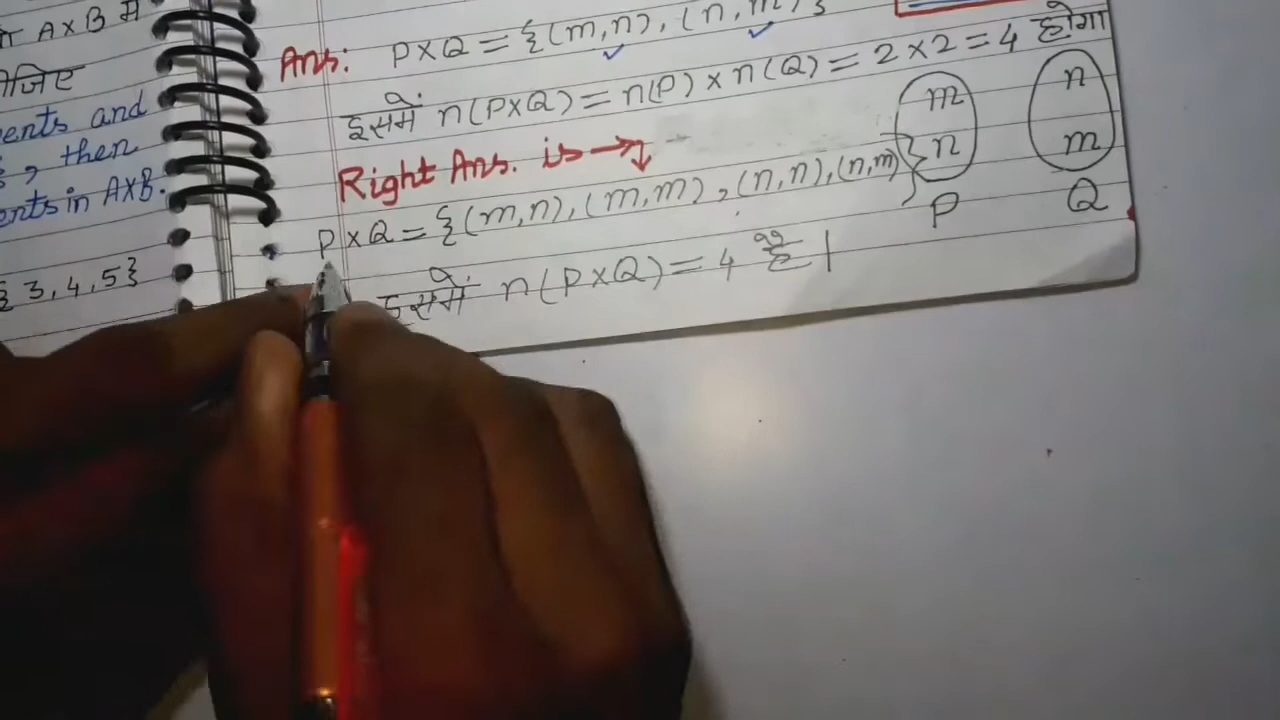 A×B में
ents and
, then
ents in A×B.
{3,4,5}
Ans: P×Q = {(m,n), (n,m)}
इसमें n(P×Q) = n(P) × n(Q) = 2×2 = 4 होगा
Right Ans. is →
P×Q = {(m,n), (m,m), (n,n), (n,m)}
इसमें n(P×Q) = 4 है |
m
n
P
n
m
Q